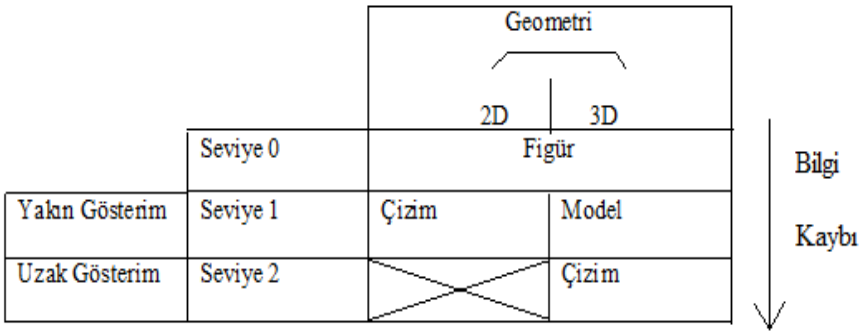 Geometri
2D 3D
Seviye 0 Figür
Bilgi
Yakın Gösterim Seviye 1 Çizim Model
Kaybı
Uzak Gösterim Seviye 2 Çizim